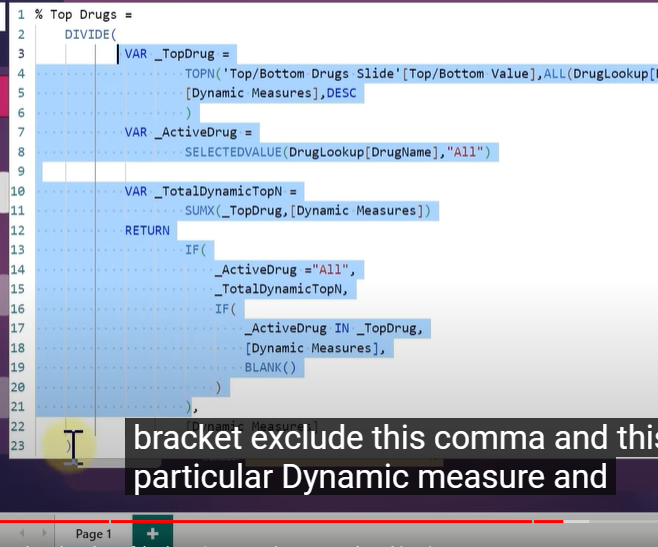 1 % Top Drugs =
2 DIVIDE(
3 VAR _TopDrug =
4 TOPN('Top/Bottom Drugs Slide'[Top/Bottom Value],ALL(DrugLookup[
5 [Dynamic Measures],DESC
6 )
7 VAR _ActiveDrug =
8 SELECTEDVALUE(DrugLookup[DrugName],"All")
9
10 VAR _TotalDynamicTopN =
11 SUMX(_TopDrug,[Dynamic Measures])
12 RETURN
13 IF(
14 _ActiveDrug ="All",
15 _TotalDynamicTopN,
16 IF(
17 _ActiveDrug IN _TopDrug,
18 [Dynamic Measures],
19 BLANK()
20 )
21 ),
22 [Dynamic Measures]
23 )
bracket exclude this comma and this
particular Dynamic measure and
Page 1
+